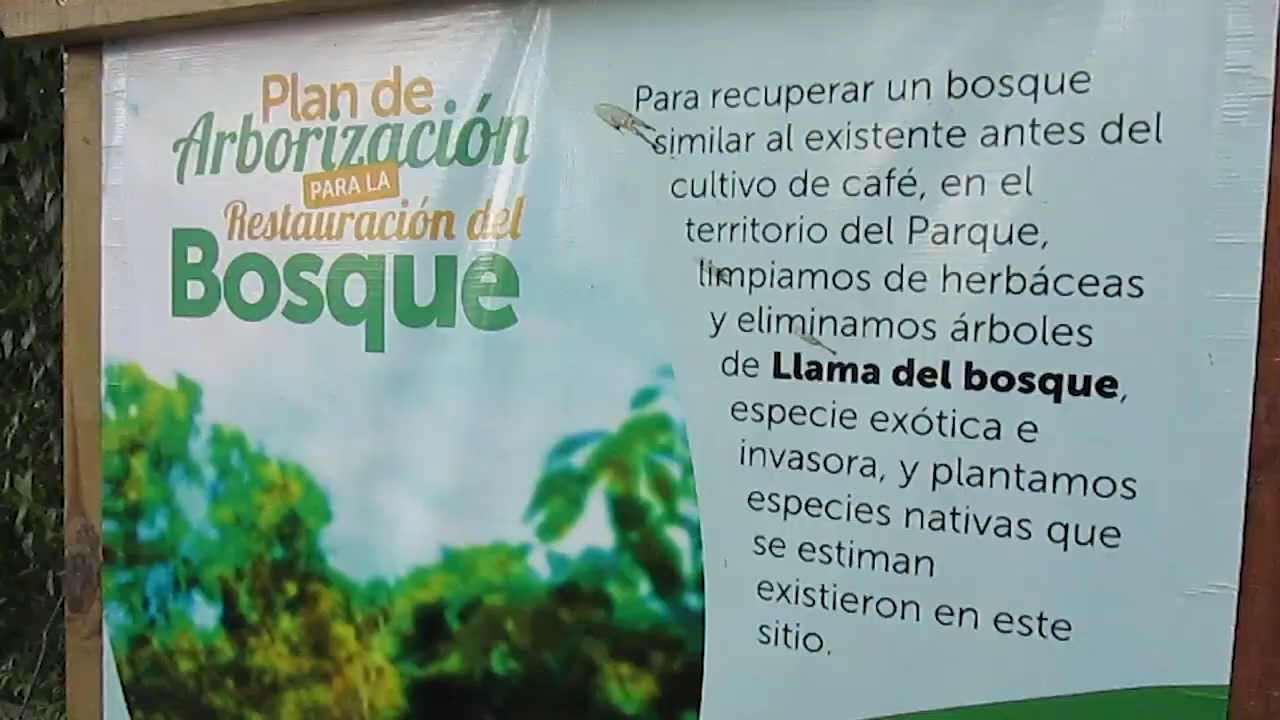 Plan de
Arborización
PARA LA
Restauración del
Bosque
Para recuperar un bosque
similar al existente antes del
cultivo de café, en el
territorio del Parque,
limpiamos de herbáceas
y eliminamos árboles
de Llama del bosque,
especie exótica e
invasora, y plantamos
especies nativas que
se estiman
existieron en este
sitio.